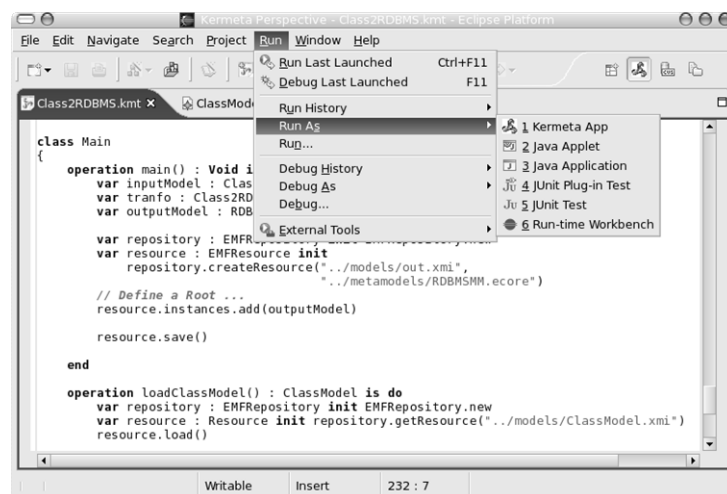 Kermeta Perspective - Class2RDBMS.kmt - Eclipse Platform
File Edit Navigate Search Project Run Window Help
Run Last Launched Ctrl+F11
Debug Last Launched F11
Run History
Run As
Run...
Debug History
Debug As
Debug...
External Tools
1 Kermeta App
2 Java Applet
3 Java Application
4 JUnit Plug-in Test
5 JUnit Test
6 Run-time Workbench
Class2RDBMS.kmt ClassMode
class Main
{
operation main() : Void i
var inputModel : Clas
var tranfo : Class2RD
var outputModel : RDB
var repository : EMFR
var resource : EMFResource init
repository.createResource("../models/out.xmi",
"../metamodels/RDBMSMM.ecore")
// Define a Root ...
resource.instances.add(outputModel)
resource.save()
end
operation loadClassModel() : ClassModel is do
var repository : EMFRepository init EMFRepository.new
var resource : Resource init repository.getResource("../models/ClassModel.xmi")
resource.load()
Writable Insert 232 : 7